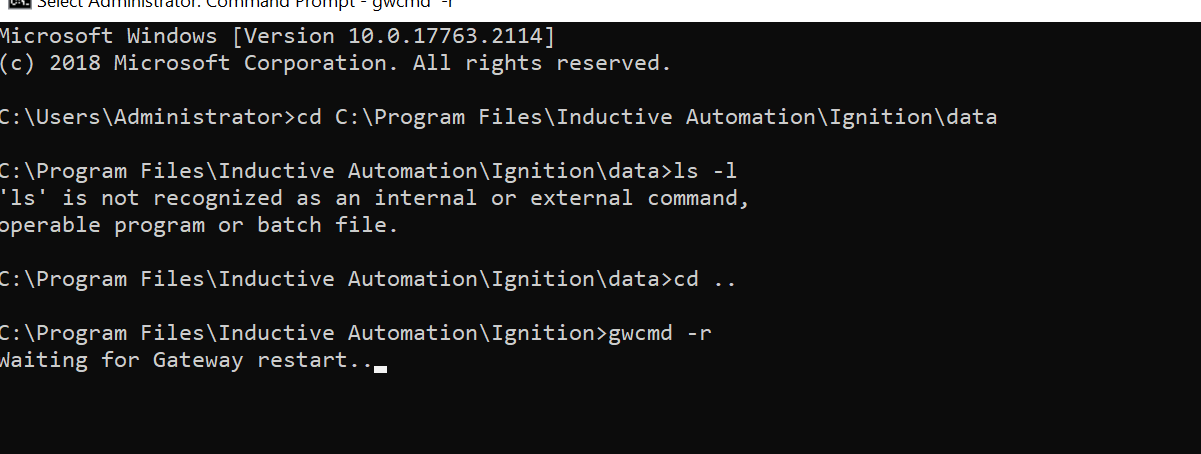 Select Administrator: Command Prompt - gwcmd -r
Microsoft Windows [Version 10.0.17763.2114]
(c) 2018 Microsoft Corporation. All rights reserved.
C:\Users\Administrator>cd C:\Program Files\Inductive Automation\Ignition\data
C:\Program Files\Inductive Automation\Ignition\data>ls -l
'ls' is not recognized as an internal or external command,
operable program or batch file.
C:\Program Files\Inductive Automation\Ignition\data>cd ..
C:\Program Files\Inductive Automation\Ignition>gwcmd -r
Waiting for Gateway restart..